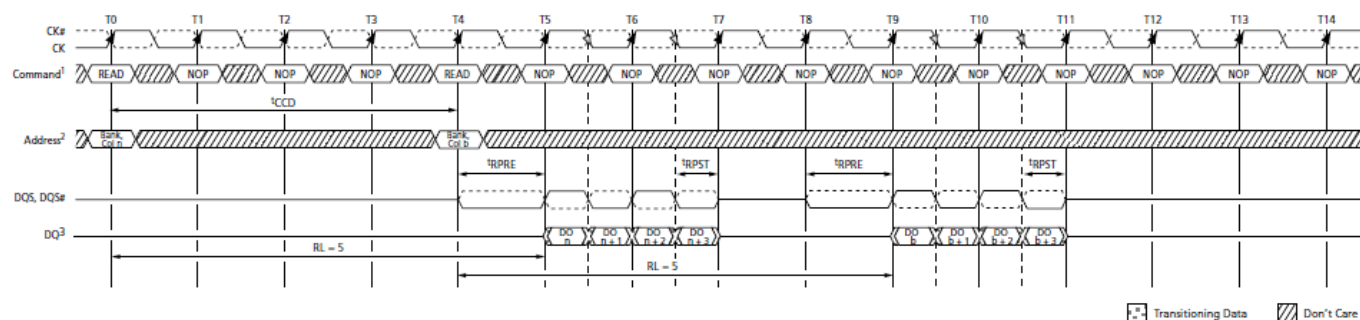 T0 T1 T2 T3 T4 T5 T6 T7 T8 T9 T10 T11 T12 T13 T14
CK#
CK
Command1 READ NOP NOP NOP READ NOP NOP NOP NOP NOP NOP NOP NOP NOP NOP
tCCD
Address2 Bank, Col n Bank, Col b
tRPRE tRPST tRPRE tRPST
DQS, DQS#
DQ3 DO n DO n + 1 DO n + 2 DO n + 3 DO b DO b + 1 DO b + 2 DO b + 3
RL = 5
RL = 5
Transitioning Data Don't Care